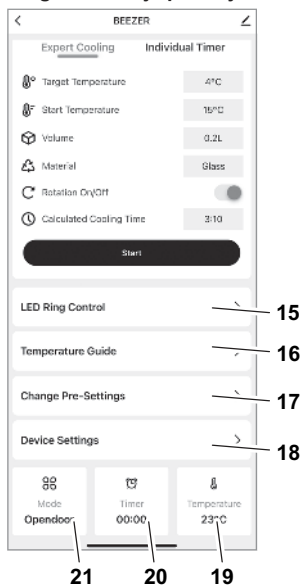 BEEZER
Expert Cooling Individual Timer
Target Temperature 4°C
Start Temperature 15°C
Volume 0.2L
Material Glass
Rotation On/Off
Calculated Cooling Time 3:10
Start
LED Ring Control
15
Temperature Guide
16
Change Pre-Settings
17
Device Settings
18
Mode Timer Temperature
Opendoor 00:00 23°C
21 20 19